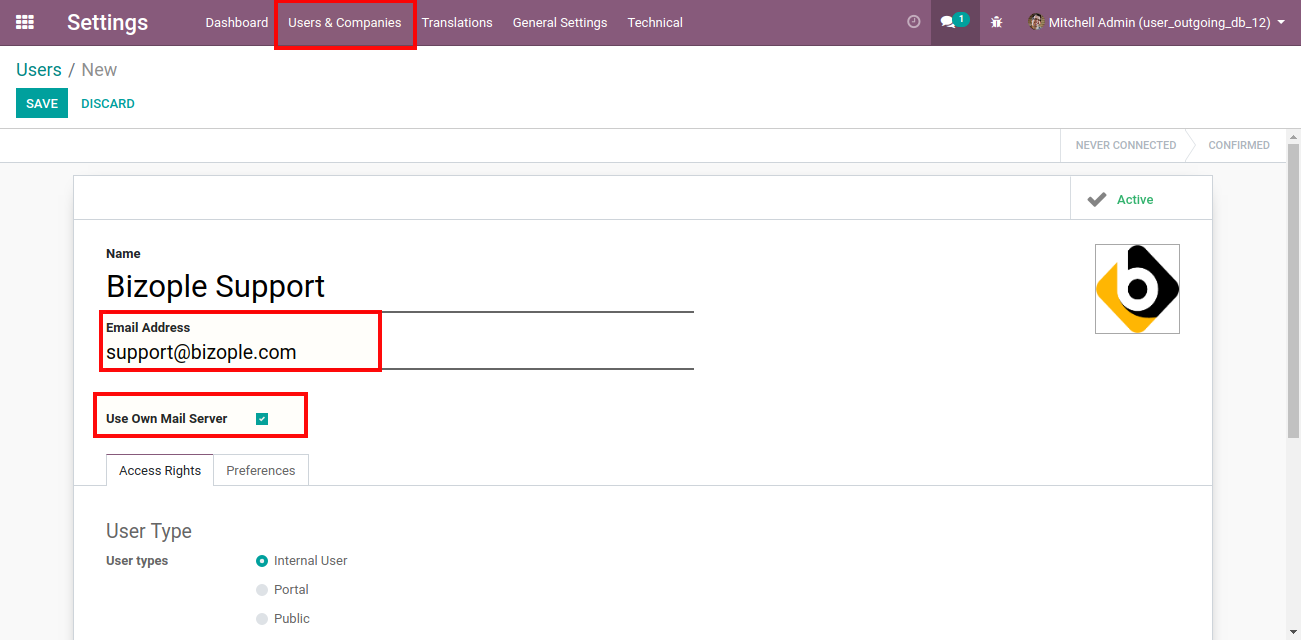 Settings Dashboard Users & Companies Translations General Settings Technical 1 Mitchell Admin (user_outgoing_db_12)
Users / New
SAVE DISCARD
NEVER CONNECTED CONFIRMED
Active
Name
Bizople Support
b
Email Address
support@bizople.com
Use Own Mail Server
Access Rights Preferences
User Type
User types Internal User
Portal
Public